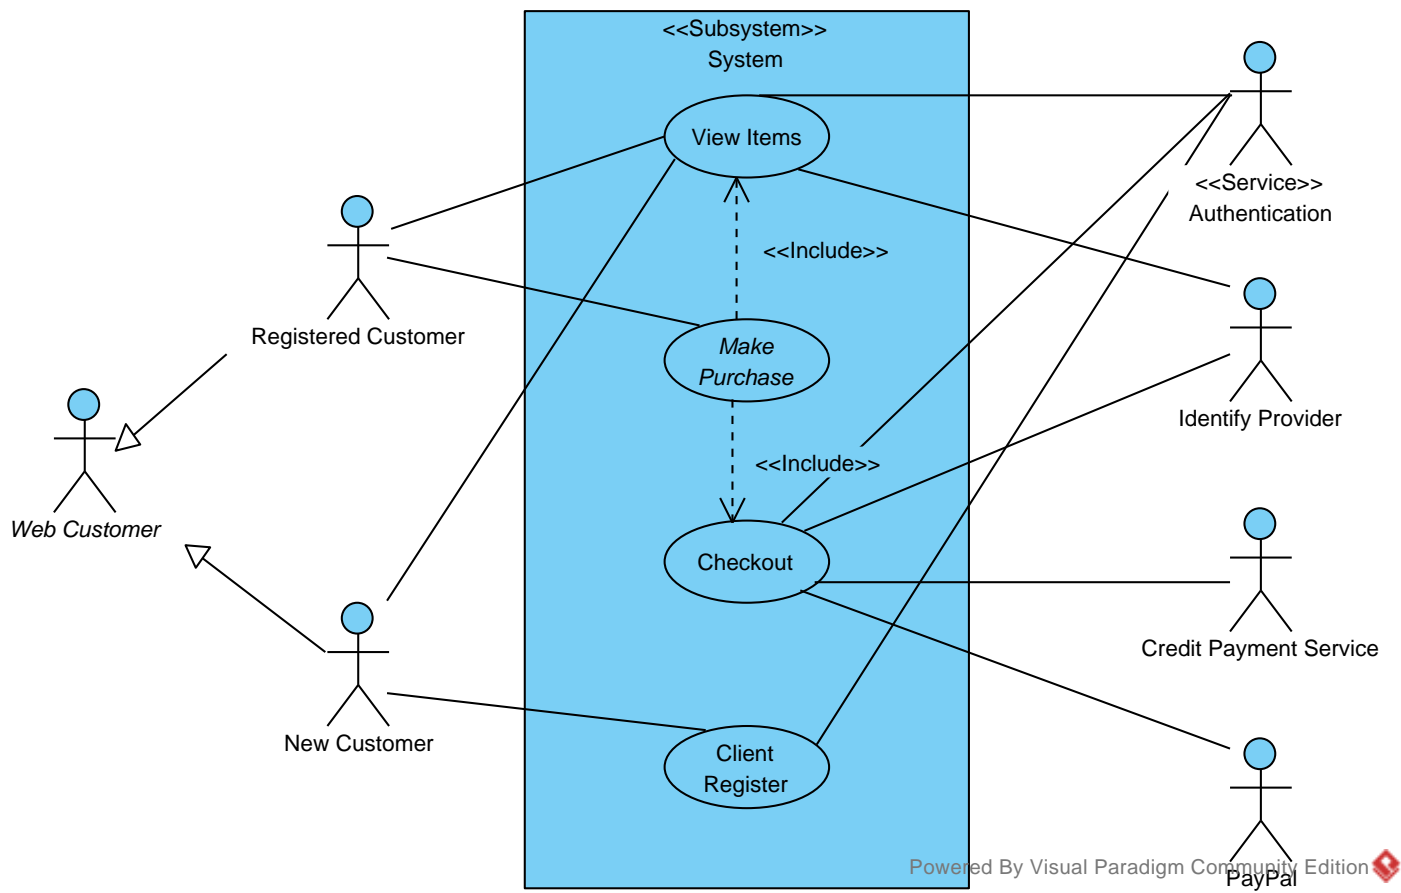 <<Subsystem>>
System
View Items
<<Service>>
Authentication
<<Include>>
Registered Customer
Make
Purchase
Identify Provider
<<Include>>
Web Customer
Checkout
Credit Payment Service
New Customer
Client
Register
Powered By Visual Paradigm Community Edition
PayPal